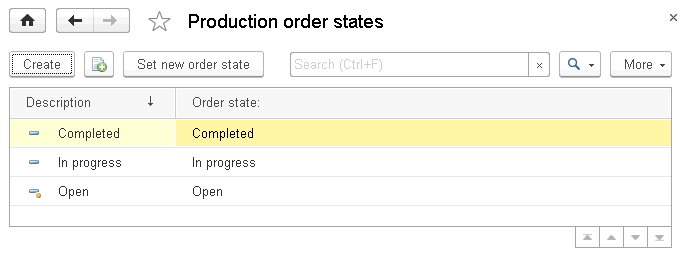 Production order states
Create Set new order state Search (Ctrl+F) × More
Description Order state:
Completed Completed
In progress In progress
Open Open